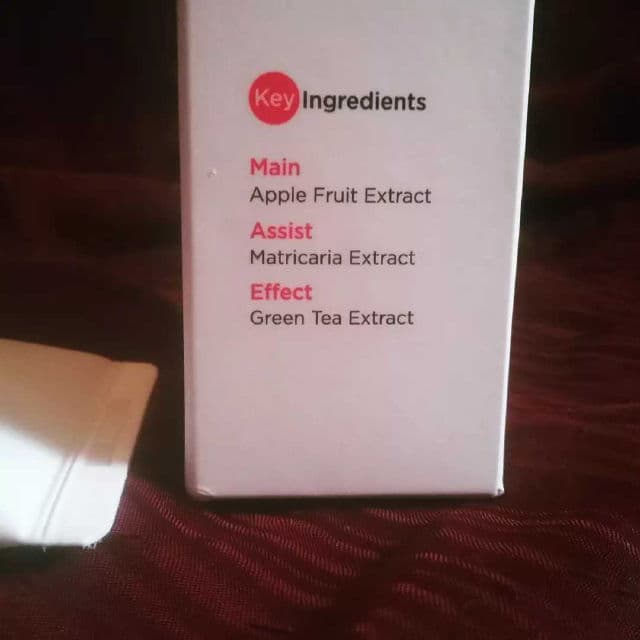 Key Ingredients
Main
Apple Fruit Extract
Assist
Matricaria Extract
Effect
Green Tea Extract